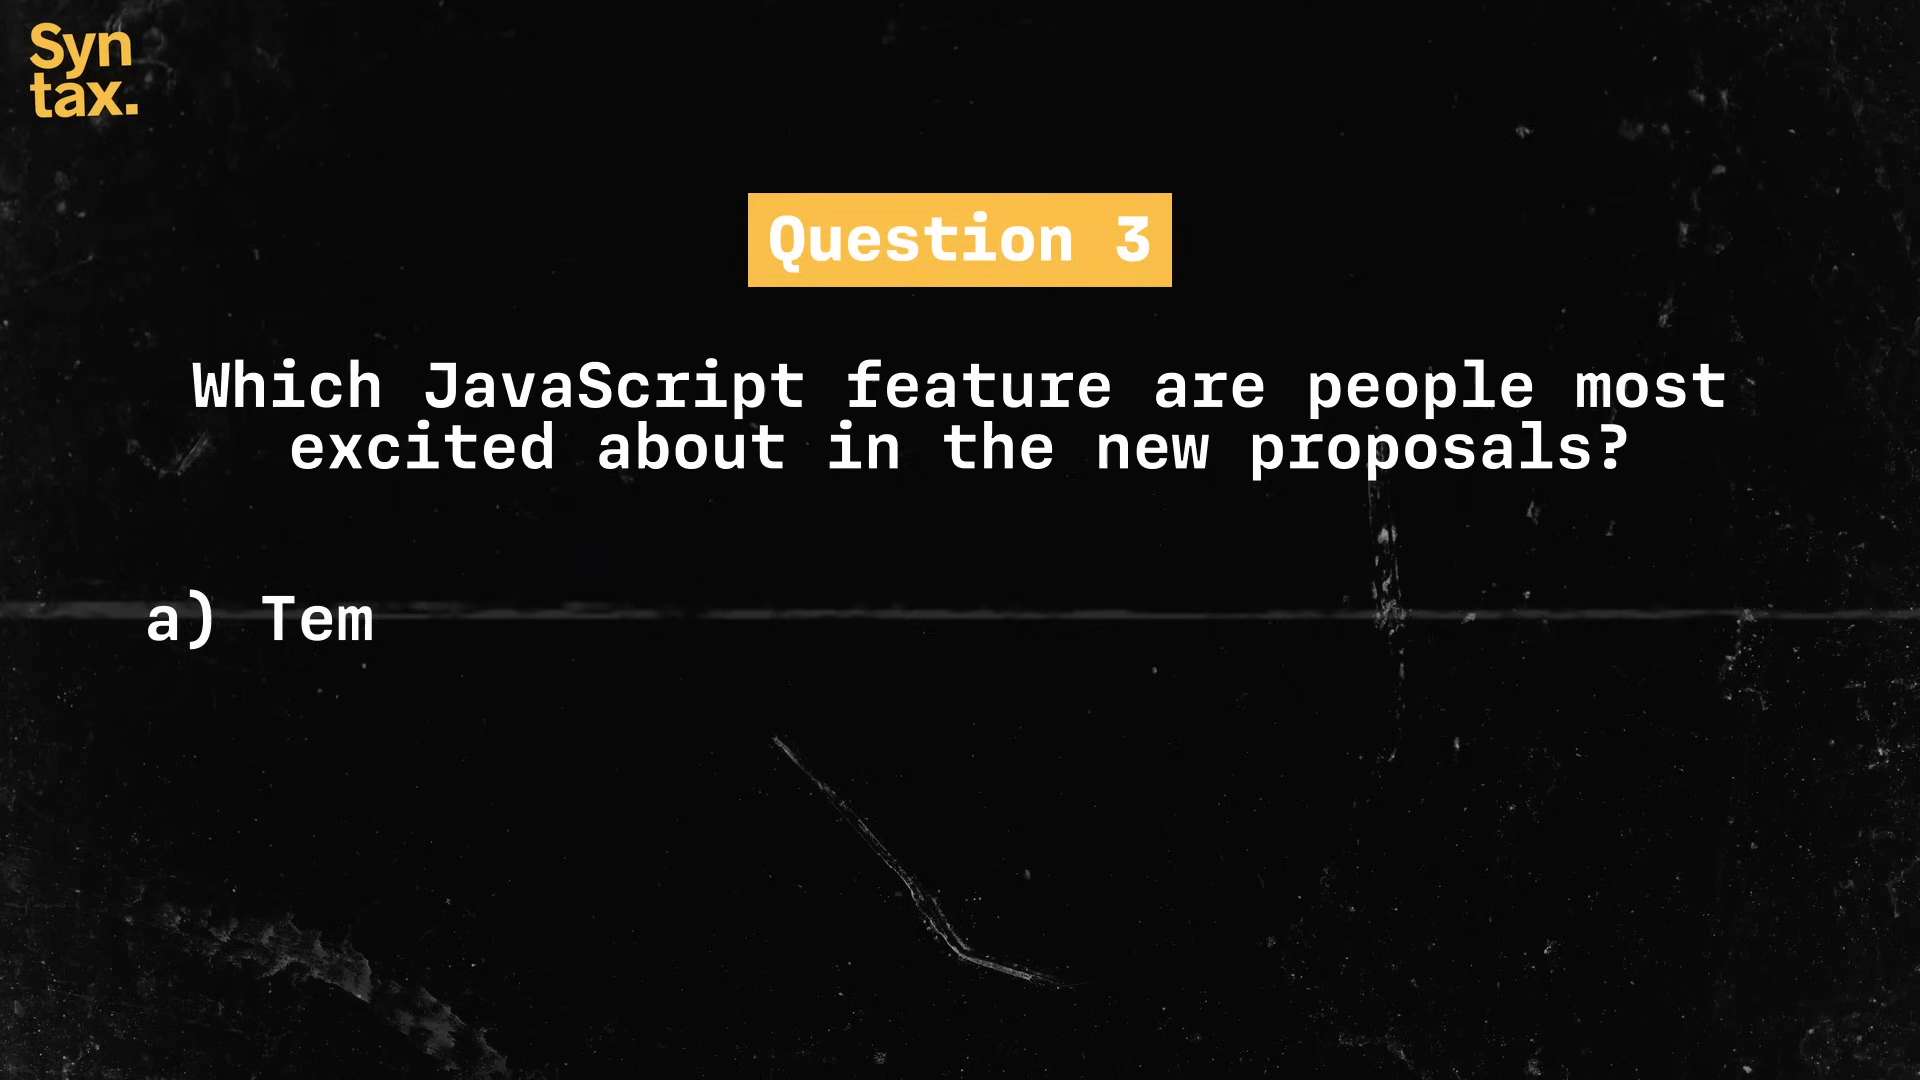 Syn
tax.
Question 3
Which JavaScript feature are people most
excited about in the new proposals?
a) Tem